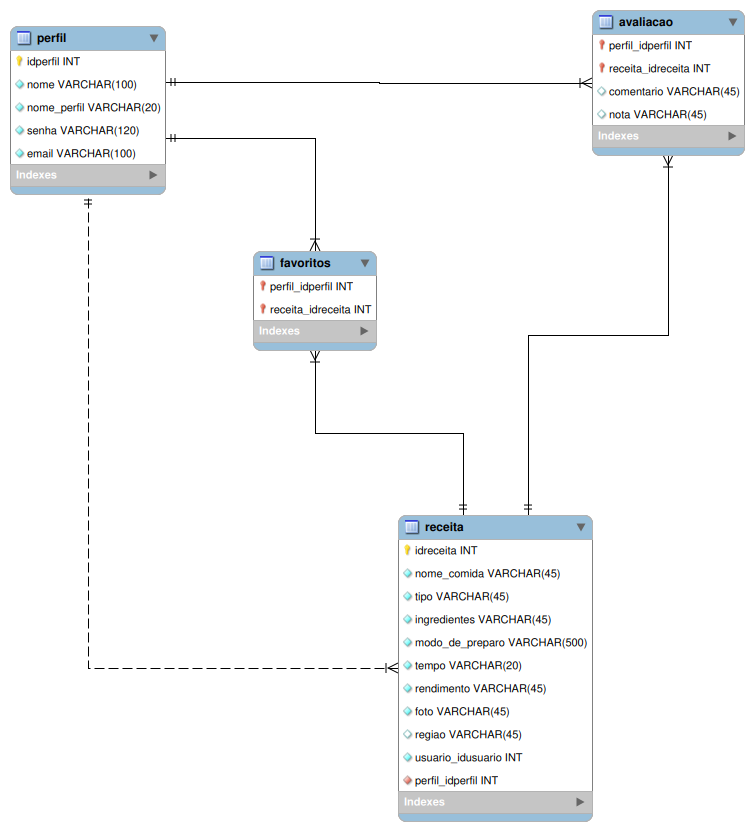 perfil
idperfil INT
nome VARCHAR(100)
nome_perfil VARCHAR(20)
senha VARCHAR(120)
email VARCHAR(100)
Indexes
avaliacao
perfil_idperfil INT
receita_idreceita INT
comentario VARCHAR(45)
nota VARCHAR(45)
Indexes
favoritos
perfil_idperfil INT
receita_idreceita INT
Indexes
receita
idreceita INT
nome_comida VARCHAR(45)
tipo VARCHAR(45)
ingredientes VARCHAR(45)
modo_de_preparo VARCHAR(500)
tempo VARCHAR(20)
rendimento VARCHAR(45)
foto VARCHAR(45)
regiao VARCHAR(45)
usuario_idusuario INT
perfil_idperfil INT
Indexes